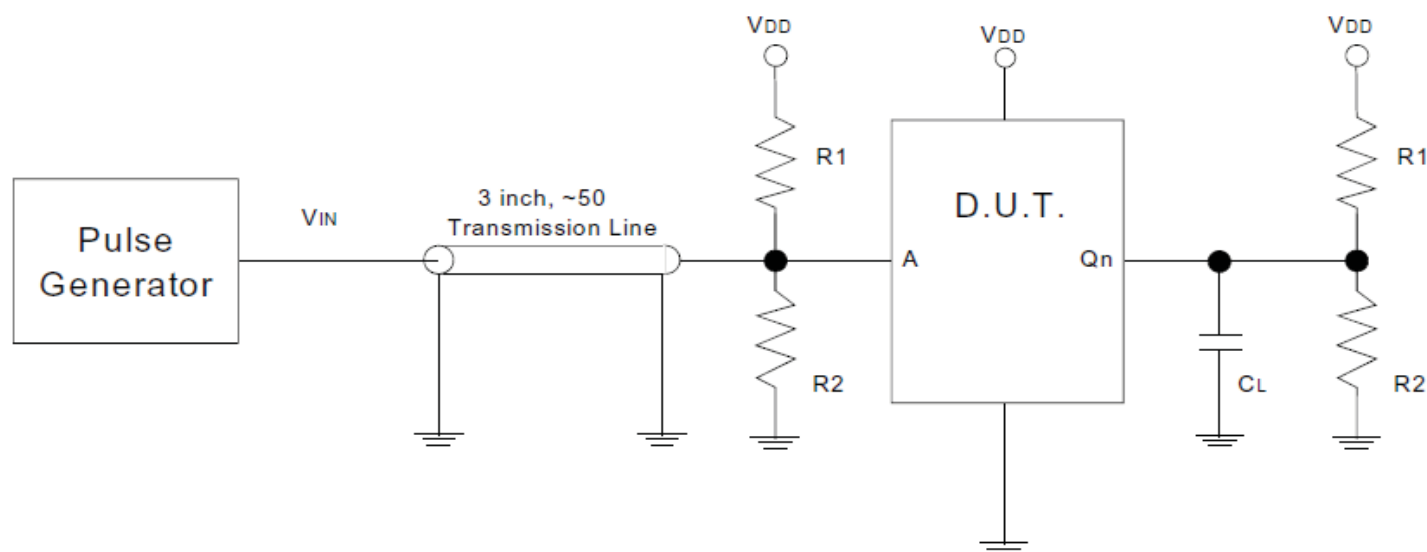 VDD
VDD
VDD
R1
R1
3 inch, ~50
Transmission Line
VIN
Pulse
Generator
D.U.T.
A
Qn
R2
CL
R2